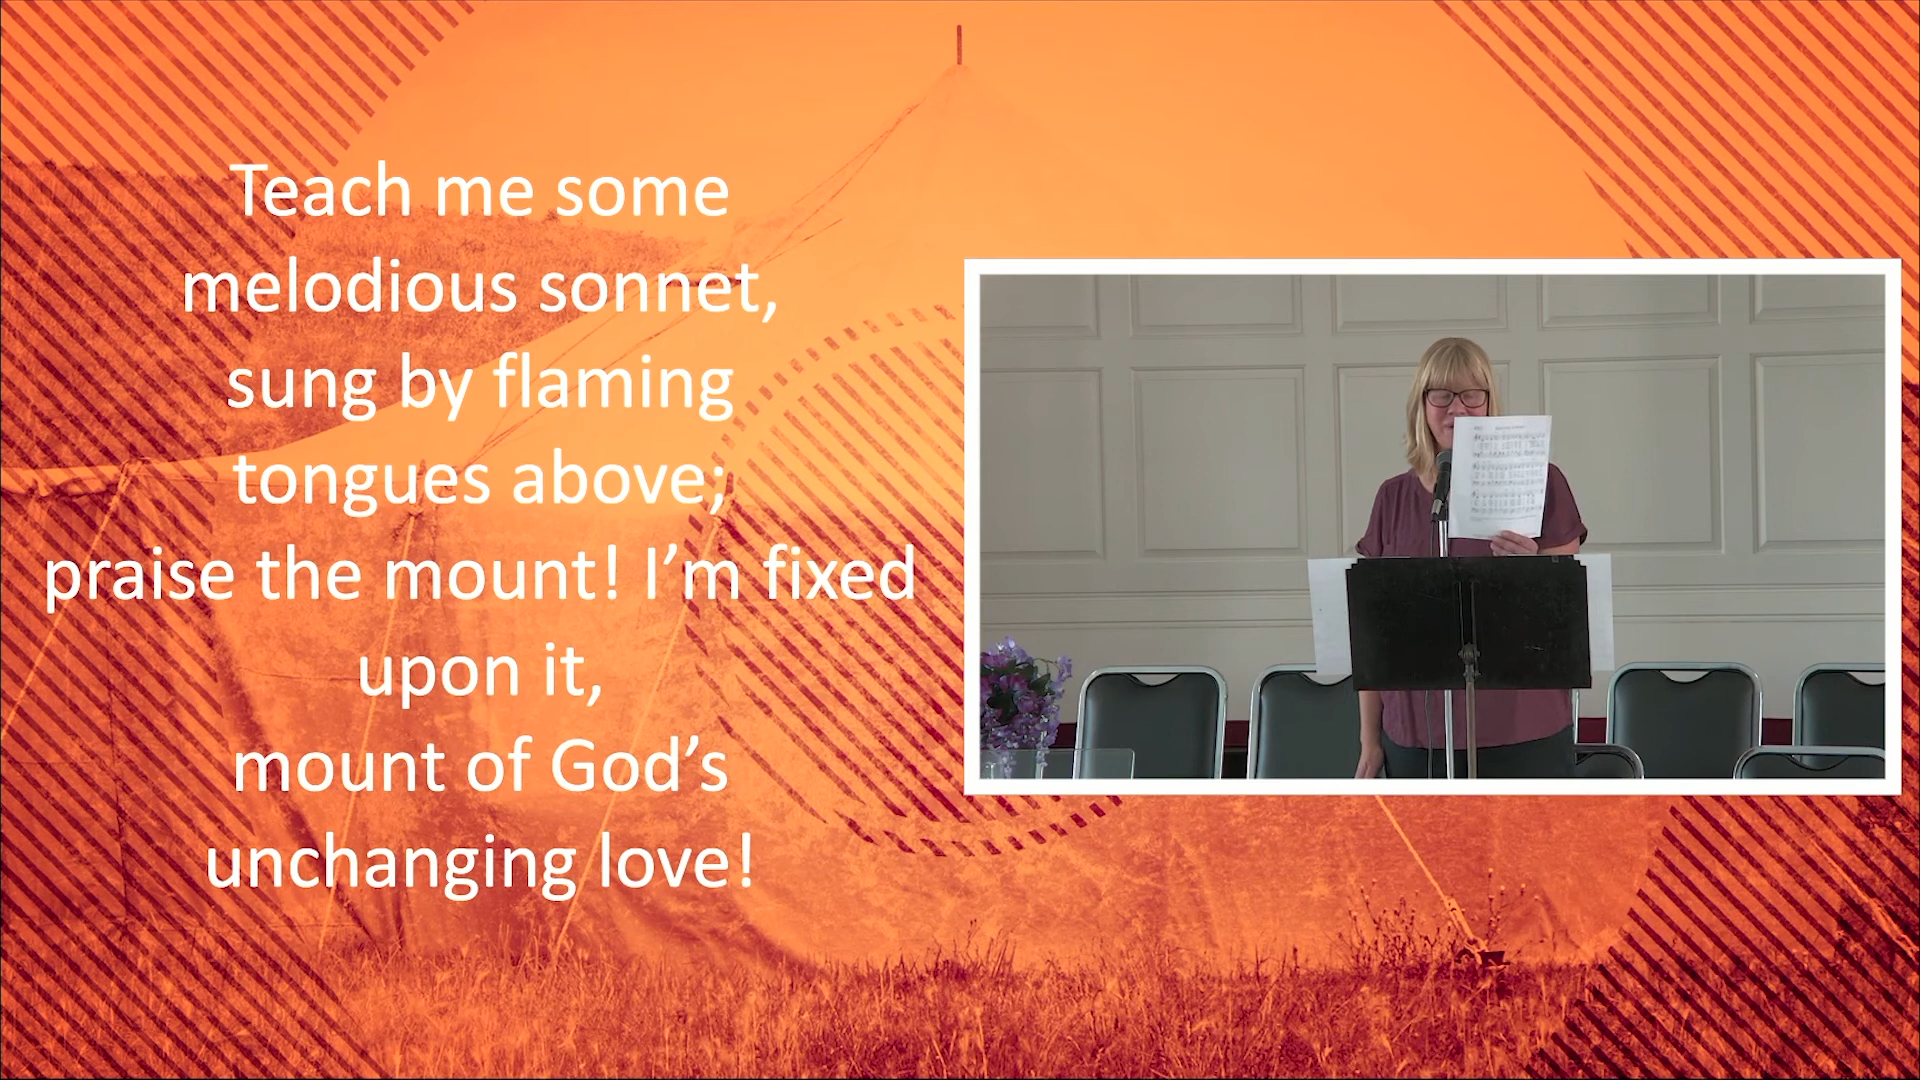 Teach me some
melodious sonnet,
sung by flaming
tongues above;
praise the mount! I’m fixed
upon it,
mount of God’s
unchanging love!